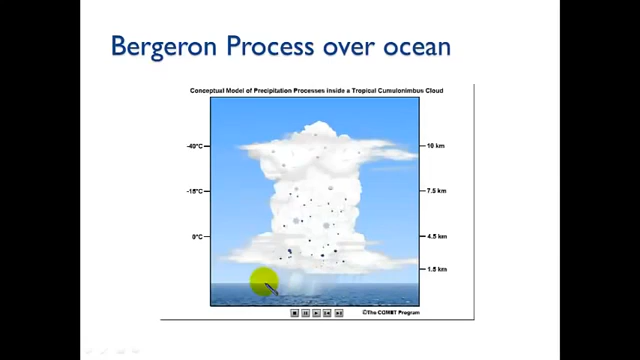 Bergeron Process over ocean
Conceptual Model of Precipitation Processes inside a Tropical Cumulonimbus Cloud
-40°C
10 km
-15°C
7.5 km
0°C
4.5 km
1.5 km
©The COMET Program